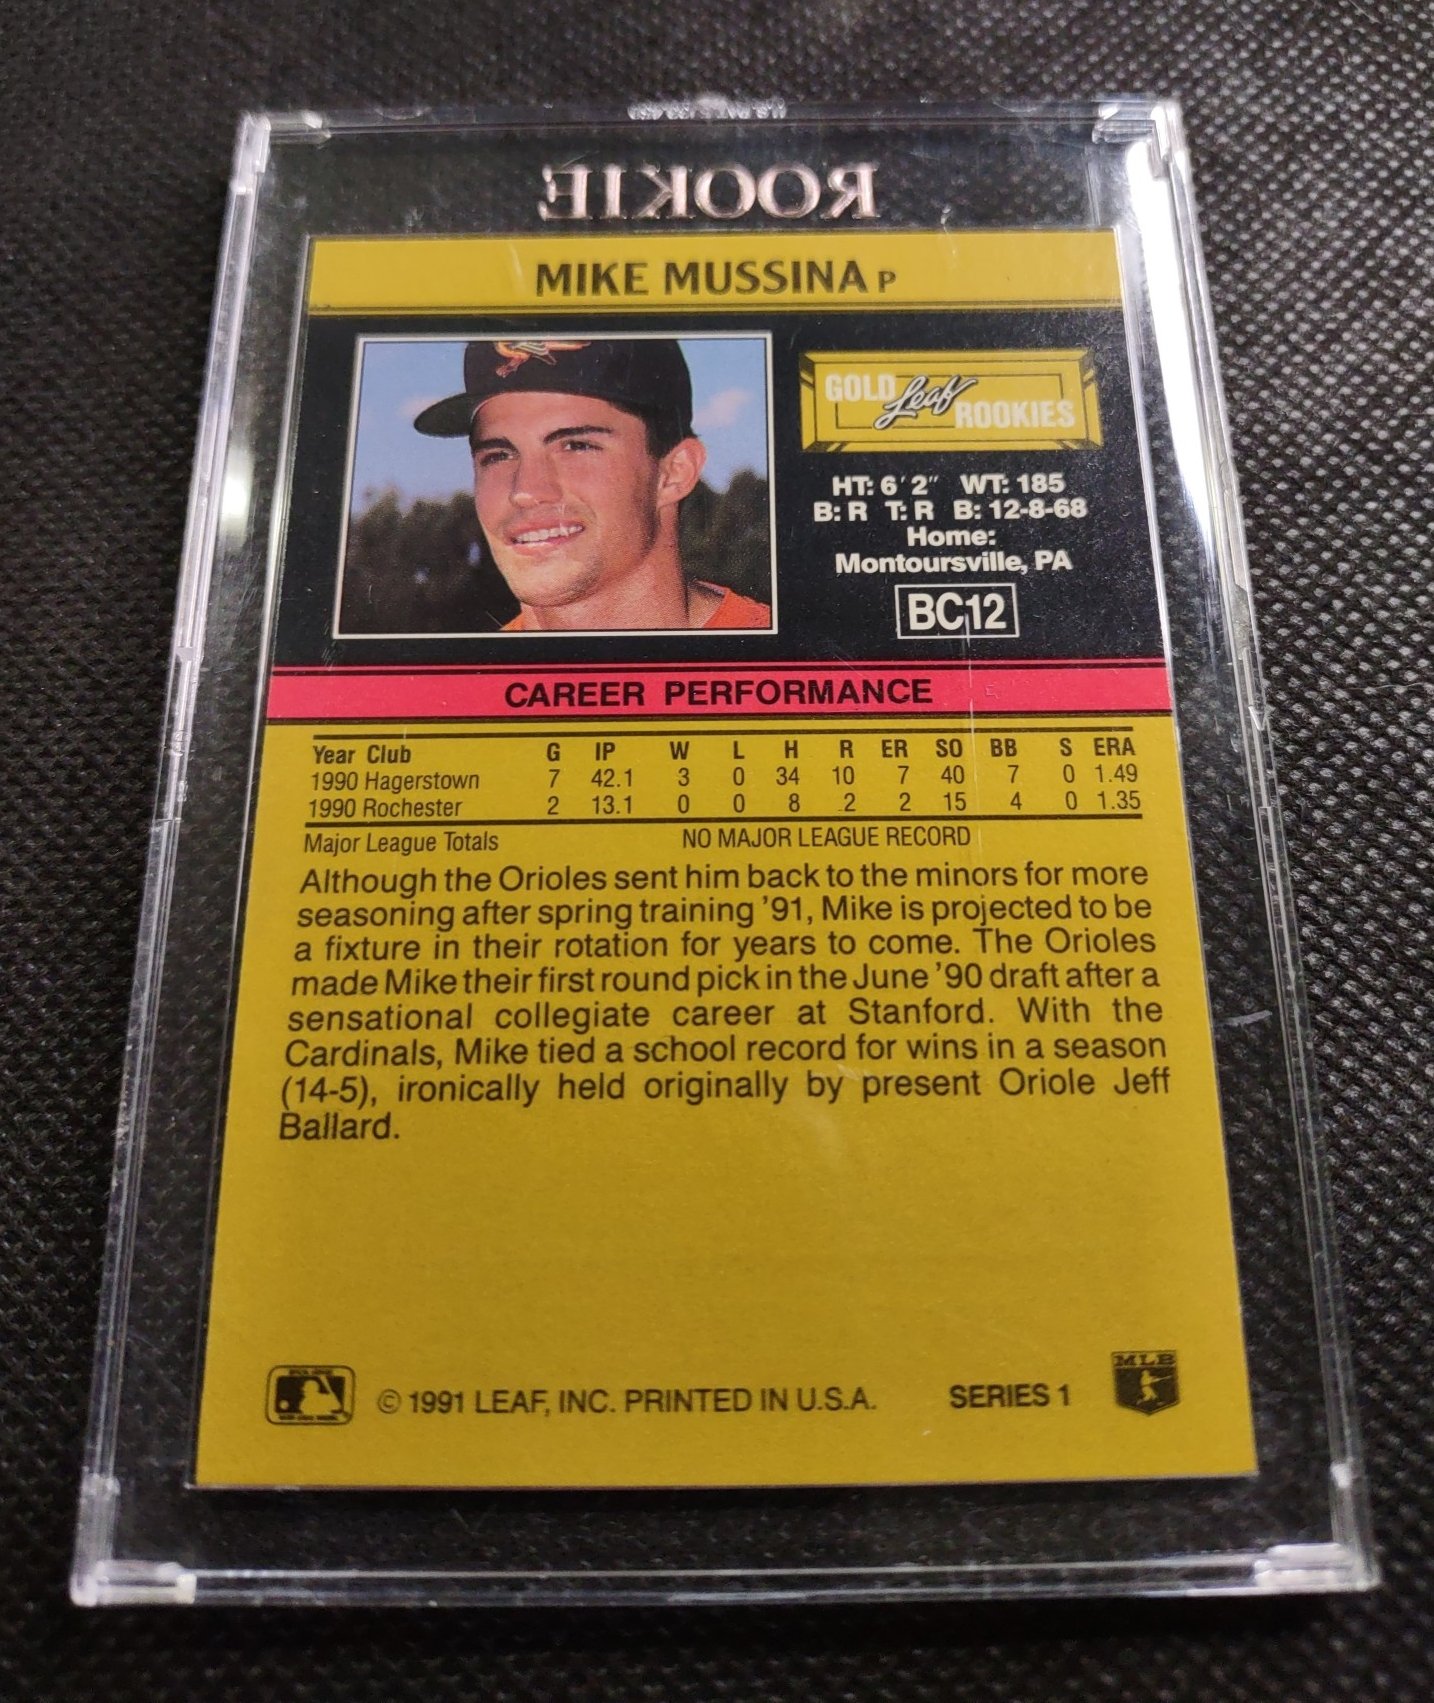 ROOKIE
MIKE MUSSINA P
GOLD Leaf ROOKIES
HT: 6' 2" WT: 185
B: R T: R B: 12-8-68
Home:
Montoursville, PA
BC12
CAREER PERFORMANCE
Year Club G IP W L H R ER SO BB S ERA
1990 Hagerstown 7 42.1 3 0 34 10 7 40 7 0 1.49
1990 Rochester 2 13.1 0 0 8 2 2 15 4 0 1.35
Major League Totals NO MAJOR LEAGUE RECORD
Although the Orioles sent him back to the minors for more
seasoning after spring training '91, Mike is projected to be
a fixture in their rotation for years to come. The Orioles
made Mike their first round pick in the June '90 draft after a
sensational collegiate career at Stanford. With the
Cardinals, Mike tied a school record for wins in a season
(14-5), ironically held originally by present Oriole Jeff
Ballard.
© 1991 LEAF, INC. PRINTED IN U.S.A. SERIES 1
MLB